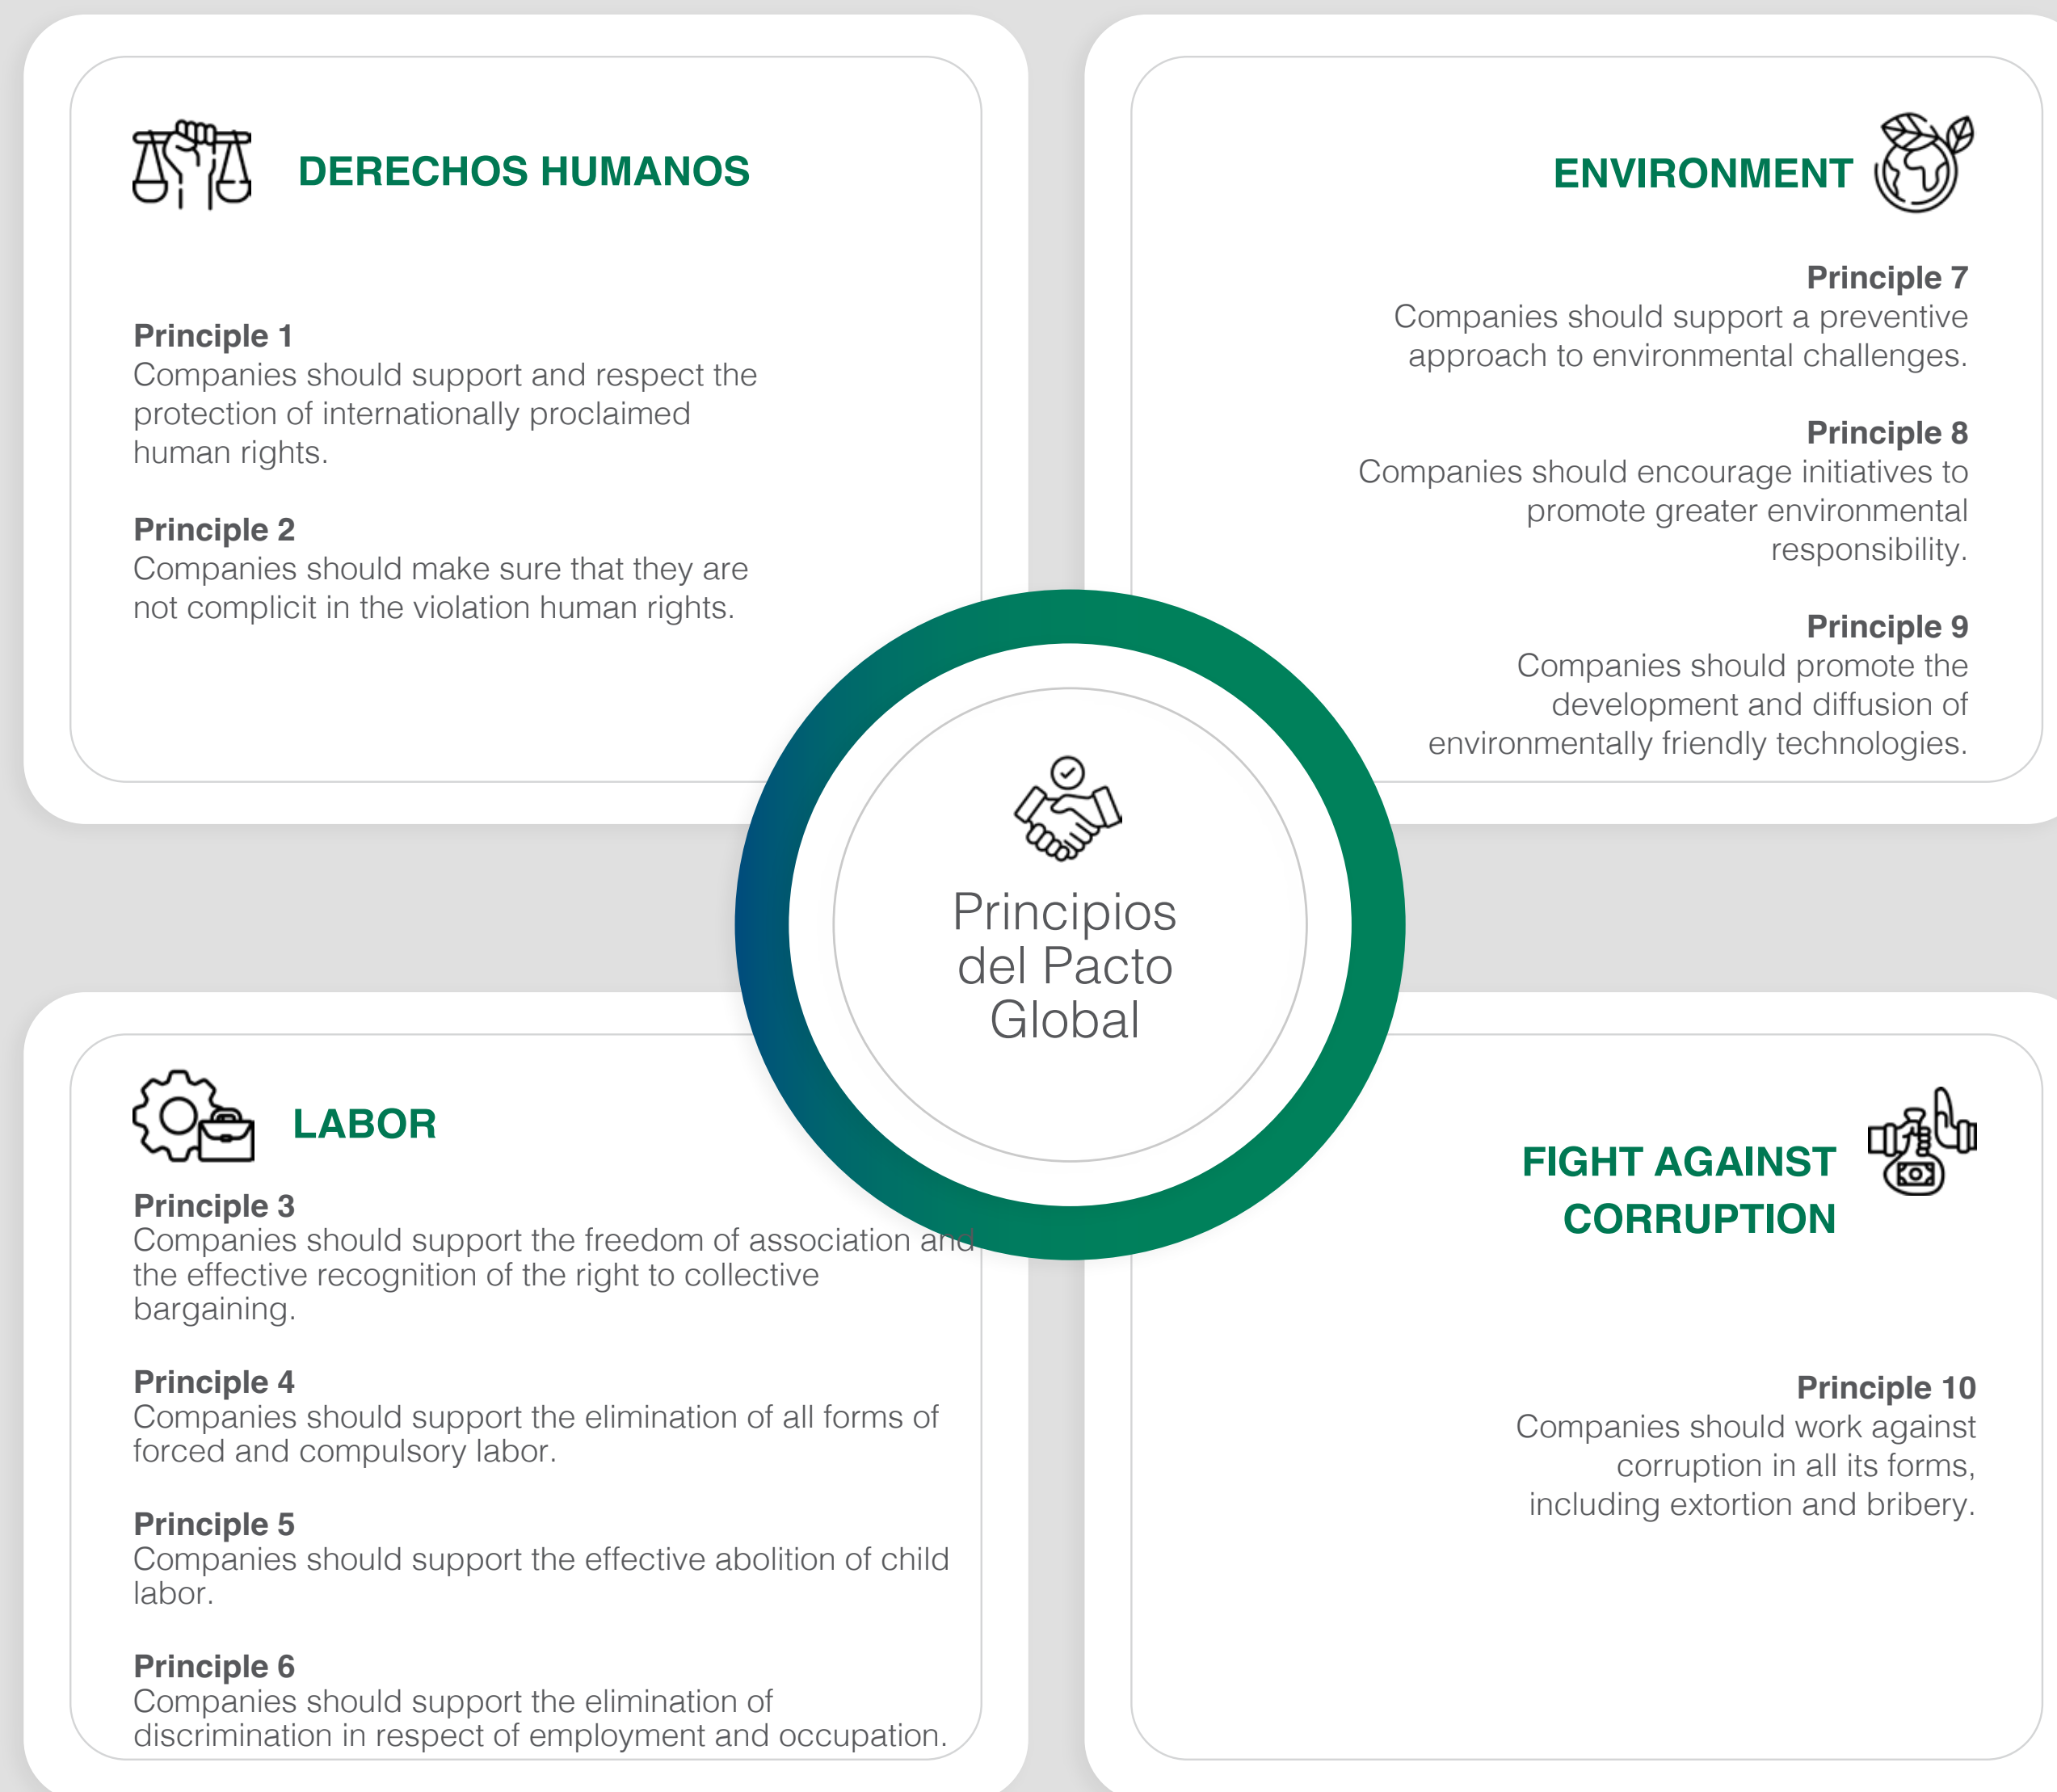 DERECHOS HUMANOS
Principle 1
Companies should support and respect the
protection of internationally proclaimed
human rights.
Principle 2
Companies should make sure that they are
not complicit in the violation human rights.
ENVIRONMENT
Principle 7
Companies should support a preventive
approach to environmental challenges.
Principle 8
Companies should encourage initiatives to
promote greater environmental
responsibility.
Principle 9
Companies should promote the
development and diffusion of
environmentally friendly technologies.
Principios
del Pacto
Global
LABOR
Principle 3
Companies should support the freedom of association and
the effective recognition of the right to collective
bargaining.
Principle 4
Companies should support the elimination of all forms of
forced and compulsory labor.
Principle 5
Companies should support the effective abolition of child
labor.
Principle 6
Companies should support the elimination of
discrimination in respect of employment and occupation.
FIGHT AGAINST
CORRUPTION
Principle 10
Companies should work against
corruption in all its forms,
including extortion and bribery.